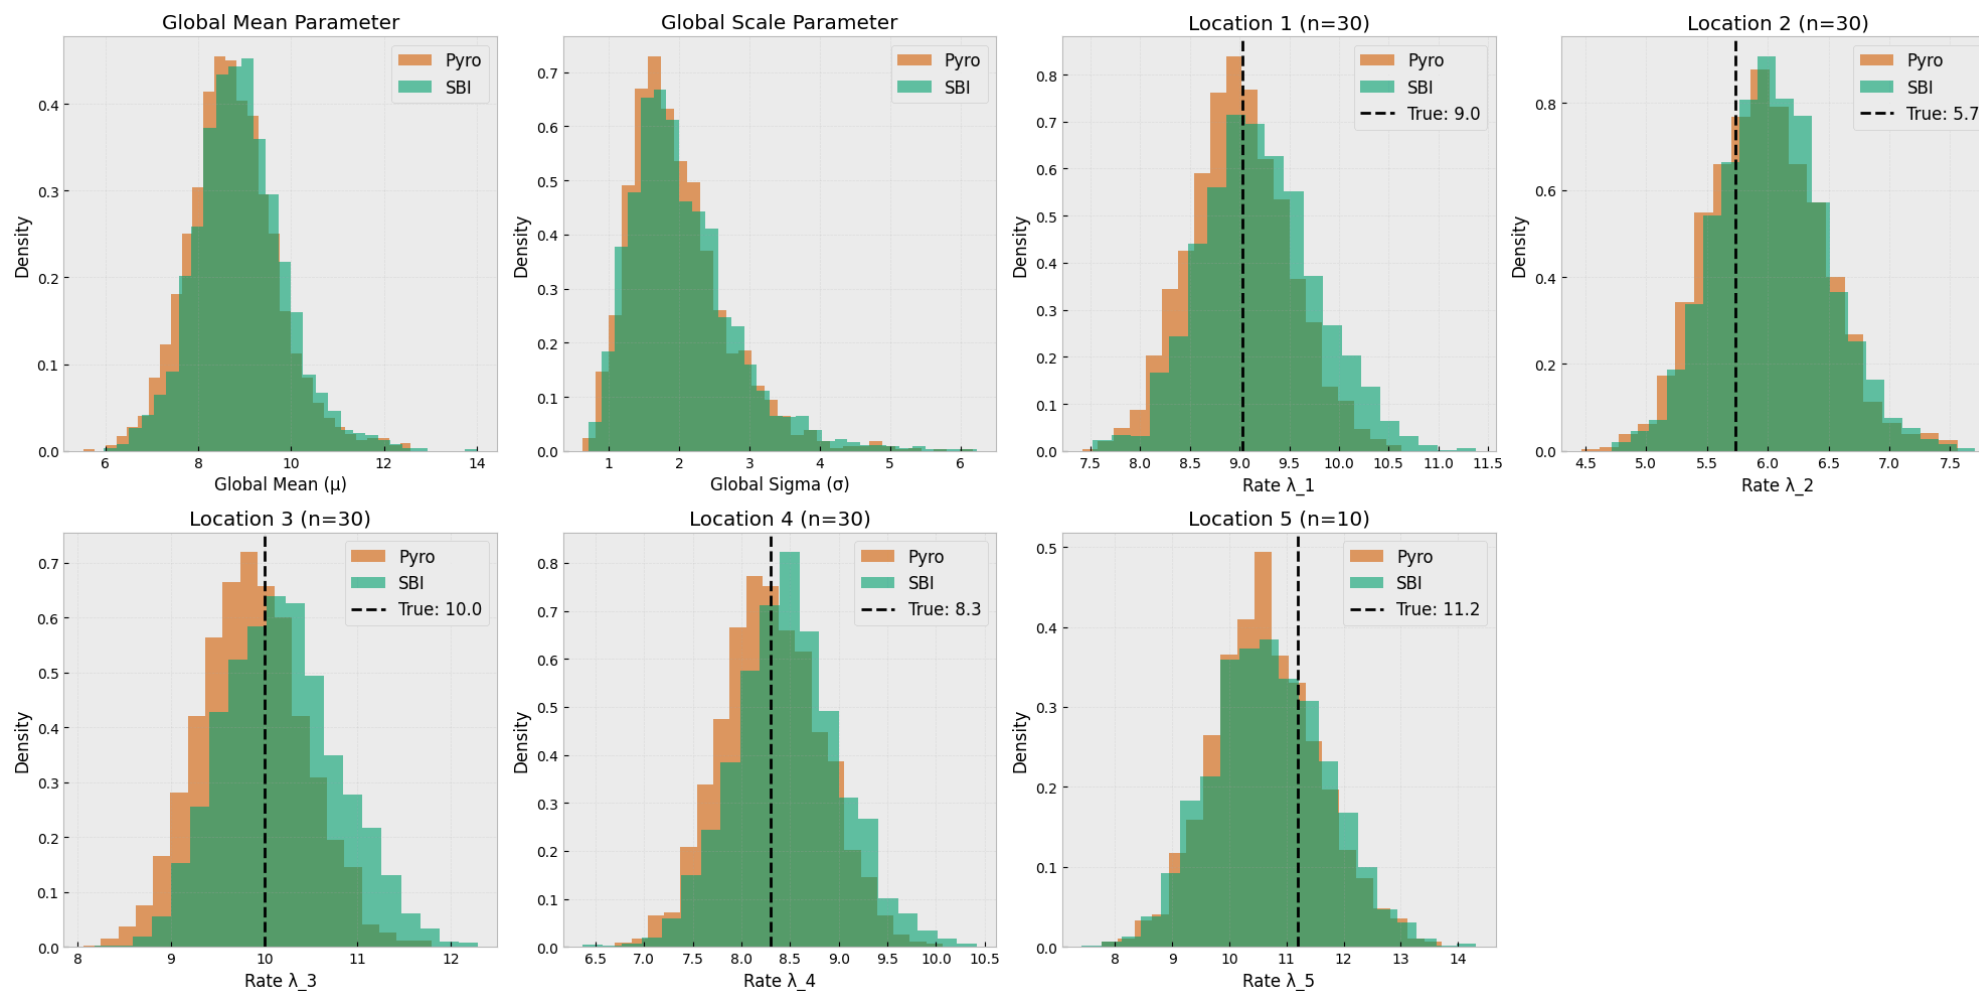 Global Mean Parameter
Density
0.4
0.3
0.2
0.1
0.0
6 8 10 12 14
Global Mean (μ)
Pyro
SBI
Global Scale Parameter
Density
0.7
0.6
0.5
0.4
0.3
0.2
0.1
0.0
1 2 3 4 5 6
Global Sigma (σ)
Pyro
SBI
Location 1 (n=30)
Density
0.8
0.7
0.6
0.5
0.4
0.3
0.2
0.1
0.0
7.5 8.0 8.5 9.0 9.5 10.0 10.5 11.0 11.5
Rate λ_1
Pyro
SBI
True: 9.0
Location 2 (n=30)
Density
0.8
0.6
0.4
0.2
0.0
4.5 5.0 5.5 6.0 6.5 7.0 7.5
Rate λ_2
Pyro
SBI
True: 5.7
Location 3 (n=30)
Density
0.7
0.6
0.5
0.4
0.3
0.2
0.1
0.0
8 9 10 11 12
Rate λ_3
Pyro
SBI
True: 10.0
Location 4 (n=30)
Density
0.8
0.7
0.6
0.5
0.4
0.3
0.2
0.1
0.0
6.5 7.0 7.5 8.0 8.5 9.0 9.5 10.0 10.5
Rate λ_4
Pyro
SBI
True: 8.3
Location 5 (n=10)
Density
0.5
0.4
0.3
0.2
0.1
0.0
8 9 10 11 12 13 14
Rate λ_5
Pyro
SBI
True: 11.2